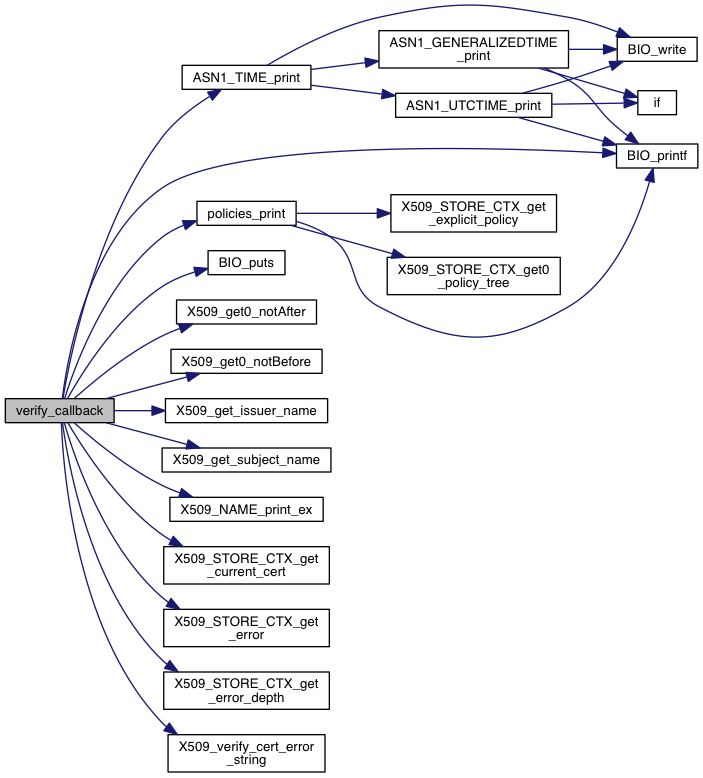 ASN1_GENERALIZEDTIME
_print
BIO_write
ASN1_TIME_print
ASN1_UTCTIME_print
if
BIO_printf
policies_print
X509_STORE_CTX_get
_explicit_policy
BIO_puts
X509_STORE_CTX_get0
_policy_tree
X509_get0_notAfter
X509_get0_notBefore
verify_callback
X509_get_issuer_name
X509_get_subject_name
X509_NAME_print_ex
X509_STORE_CTX_get
_current_cert
X509_STORE_CTX_get
_error
X509_STORE_CTX_get
_error_depth
X509_verify_cert_error
_string